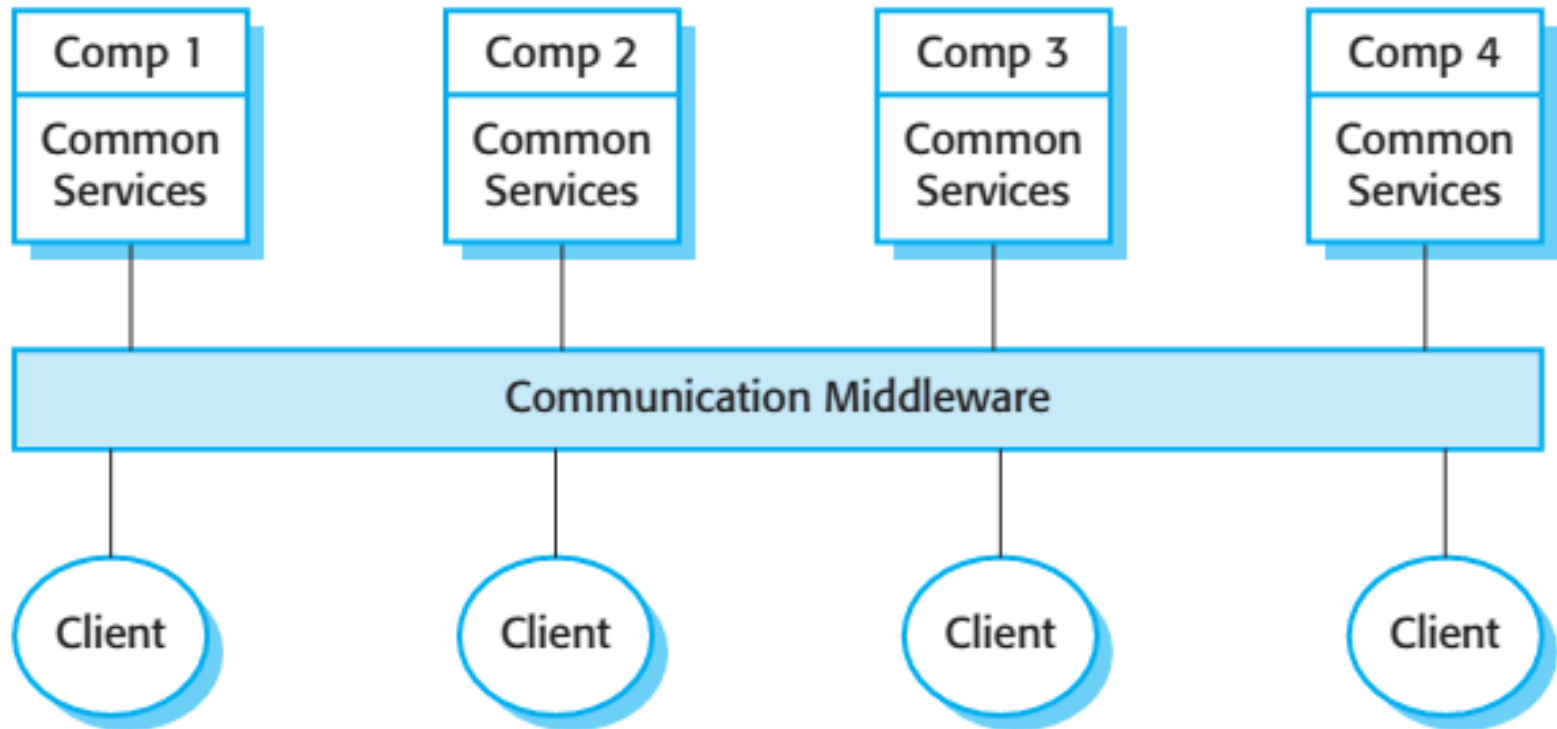 Comp 1
Common
Services
Comp 2
Common
Services
Comp 3
Common
Services
Comp 4
Common
Services
Communication Middleware
Client
Client
Client
Client